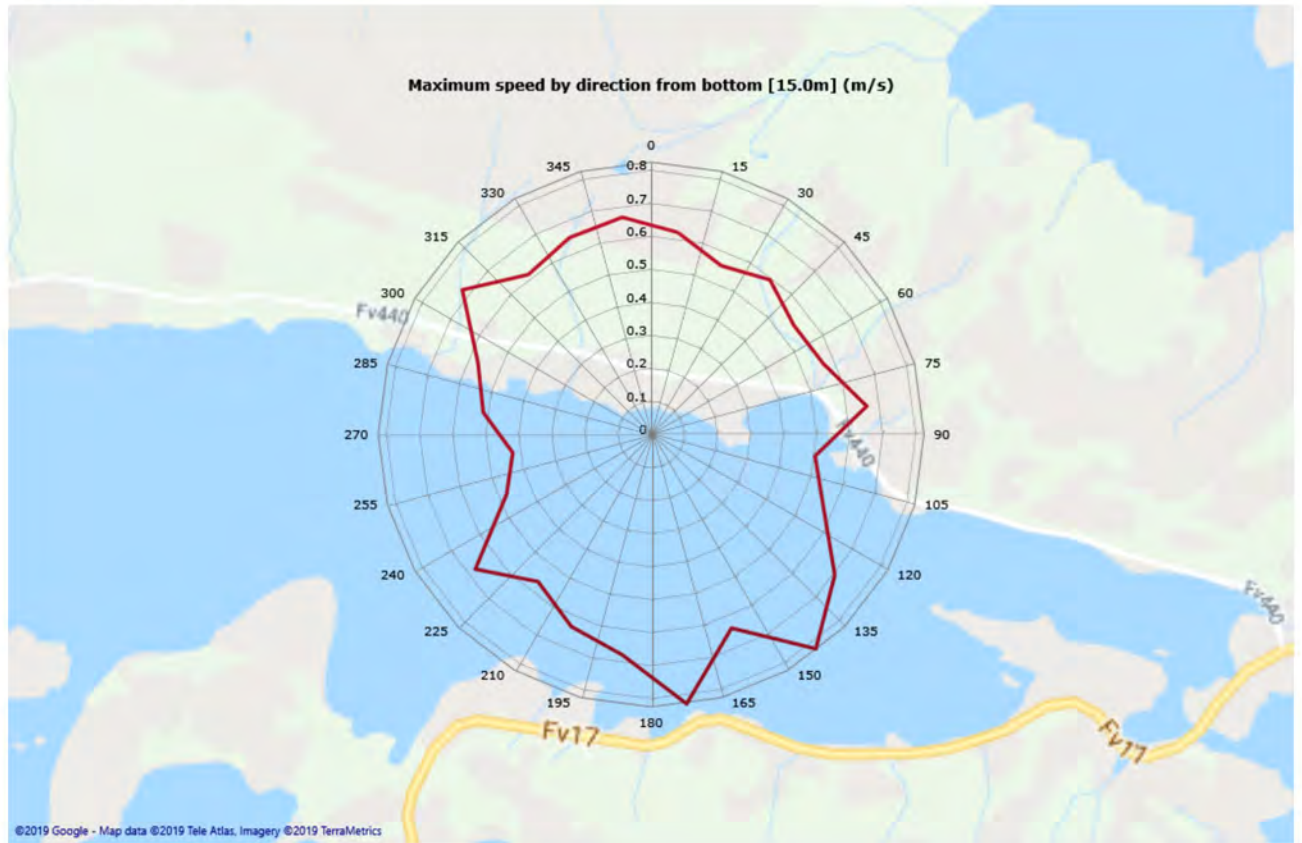 Maximum speed by direction from bottom [15.0m] (m/s)
0
345 0.8 15
330 0.7 30
315 0.6 45
0.5
300 0.4 60
Fv440
0.3
285 0.2 75
0.1
270 0 90
Fv440
255 105
240 120
Fv440
225 135
210 150
195 165
180
Fv17
Fv17
©2019 Google - Map data ©2019 Tele Atlas, Imagery ©2019 TerraMetrics